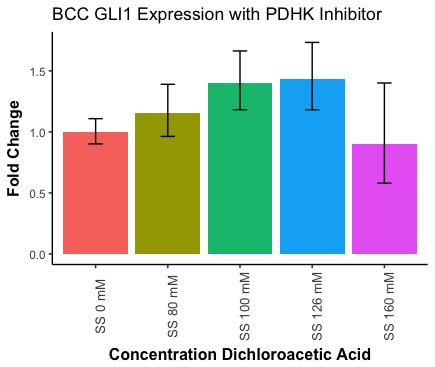 BCC GLI1 Expression with PDHK Inhibitor
Fold Change
1.5
1.0
0.5
0.0
SS 0 mM
SS 80 mM
SS 100 mM
SS 126 mM
SS 160 mM
Concentration Dichloroacetic Acid